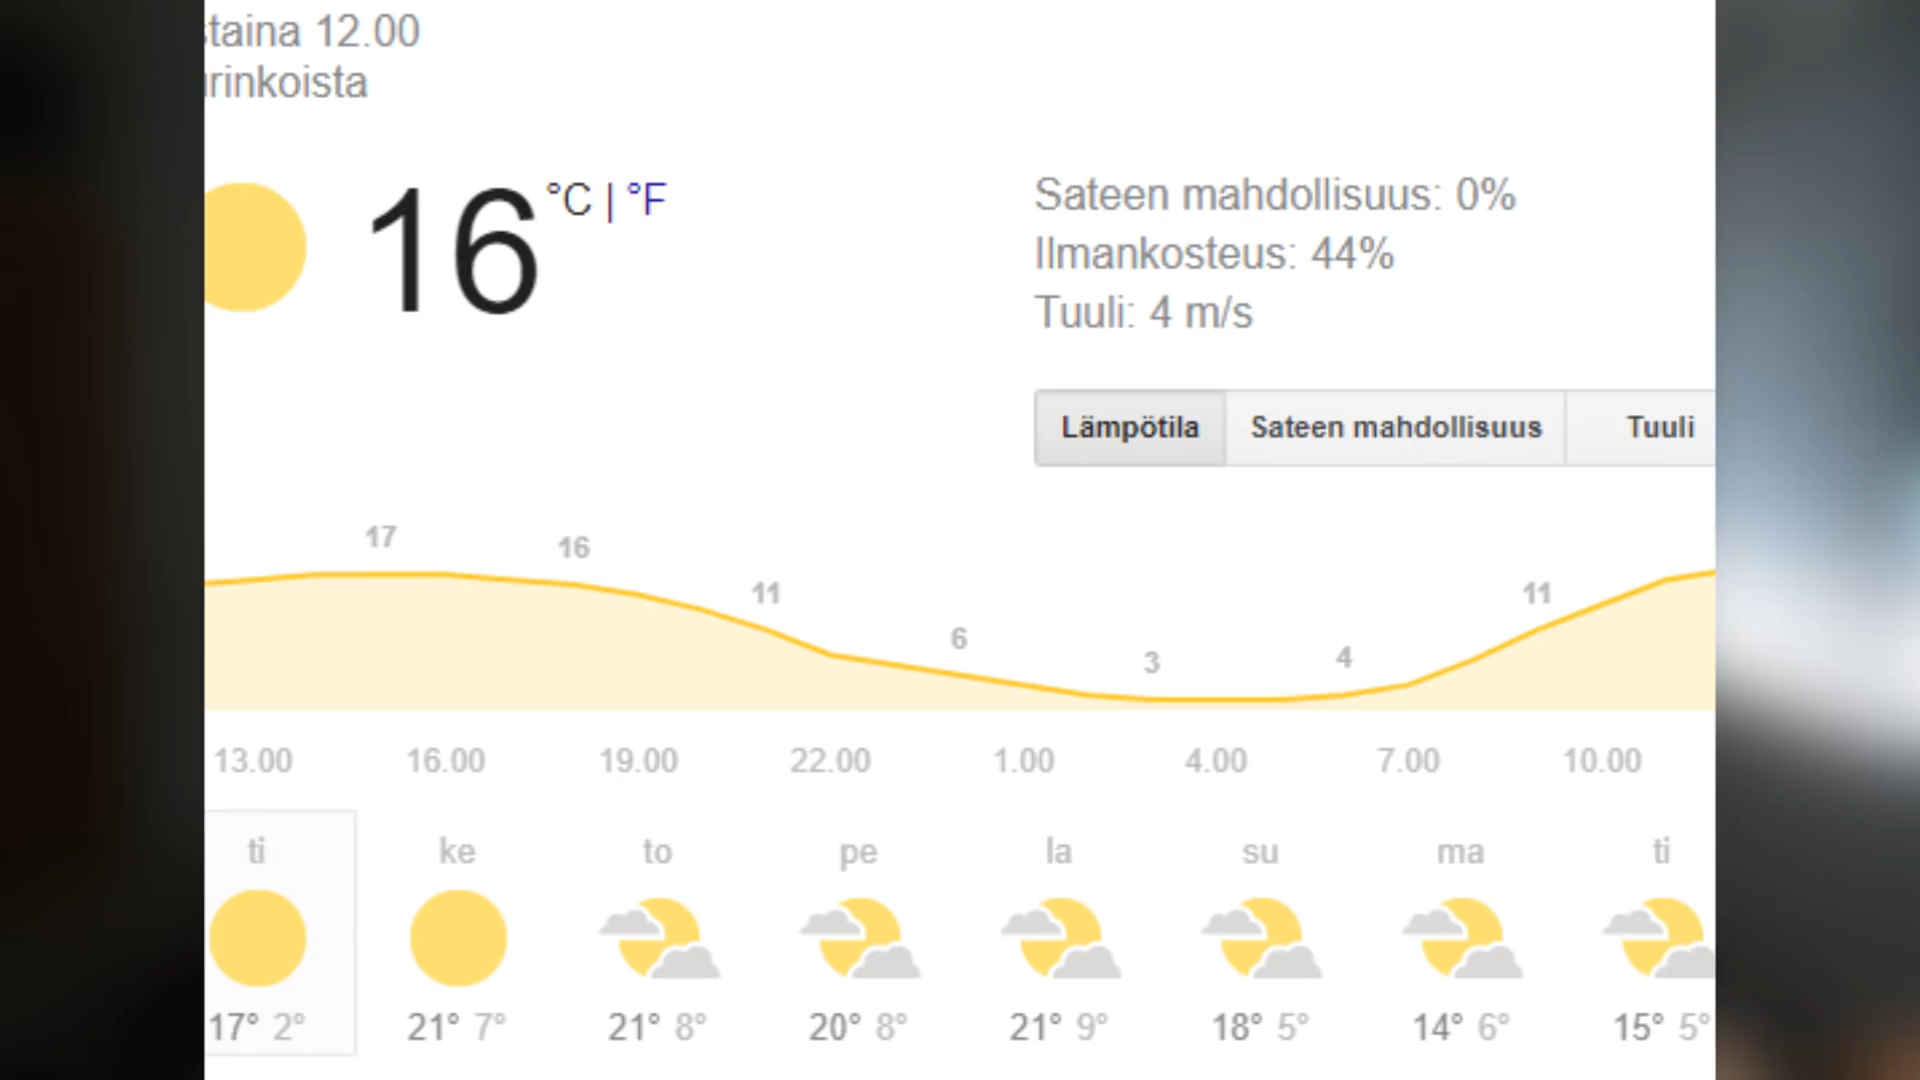 staina 12.00
rinkoista
16 °C | °F
Sateen mahdollisuus: 0%
Ilmankosteus: 44%
Tuuli: 4 m/s
Lämpötila Sateen mahdollisuus Tuuli
17 16 11 6 3 4 11
13.00 16.00 19.00 22.00 1.00 4.00 7.00 10.00
ti ke to pe la su ma ti
17° 2° 21° 7° 21° 8° 20° 8° 21° 9° 18° 5° 14° 6° 15° 5°